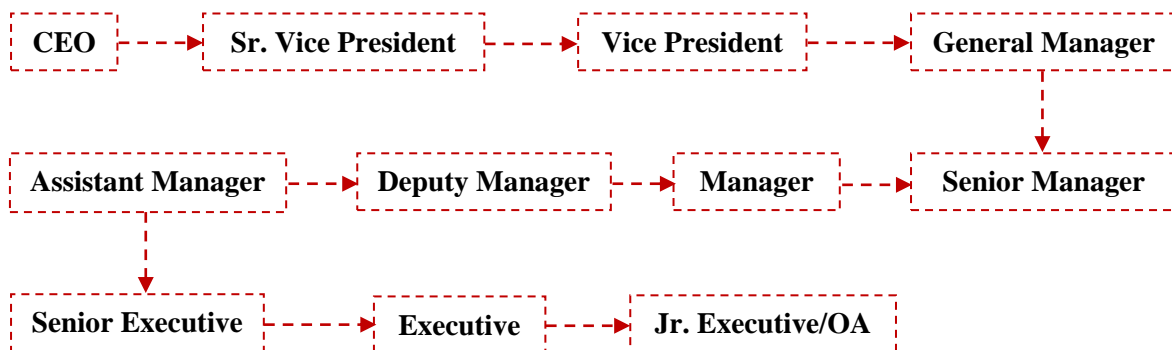 CEO
Sr. Vice President
Vice President
General Manager
Assistant Manager
Deputy Manager
Manager
Senior Manager
Senior Executive
Executive
Jr. Executive/OA